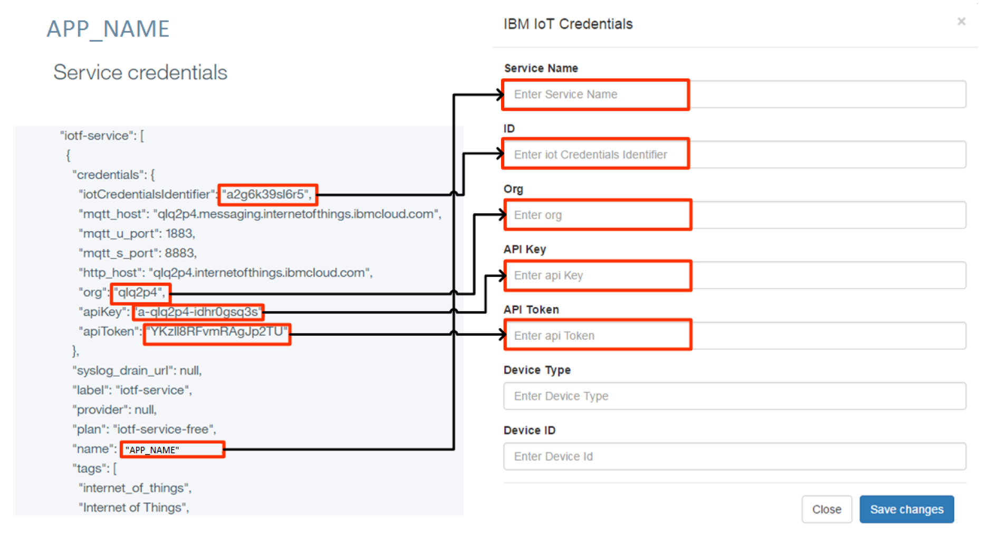 APP_NAME
Service credentials
"iotf-service": [
{
"credentials": {
"iotCredentialsIdentifier": "a2g6k39sl6r5",
"mqtt_host": "qlq2p4.messaging.internetofthings.ibmcloud.com",
"mqtt_u_port": 1883,
"mqtt_s_port": 8883,
"http_host": "qlq2p4.internetofthings.ibmcloud.com",
"org": "qlq2p4",
"apiKey": "a-qlq2p4-idhr0gsq3s"
"apiToken": "YKzll8RFvmRAgJp2TU"
},
"syslog_drain_url": null,
"label": "iotf-service",
"provider": null,
"plan": "iotf-service-free",
"name": "APP_NAME"
"tags": [
"internet_of_things",
"Internet of Things",
IBM IoT Credentials
×
Service Name
Enter Service Name
ID
Enter iot Credentials Identifier
Org
Enter org
API Key
Enter api Key
API Token
Enter api Token
Device Type
Enter Device Type
Device ID
Enter Device Id
Close
Save changes